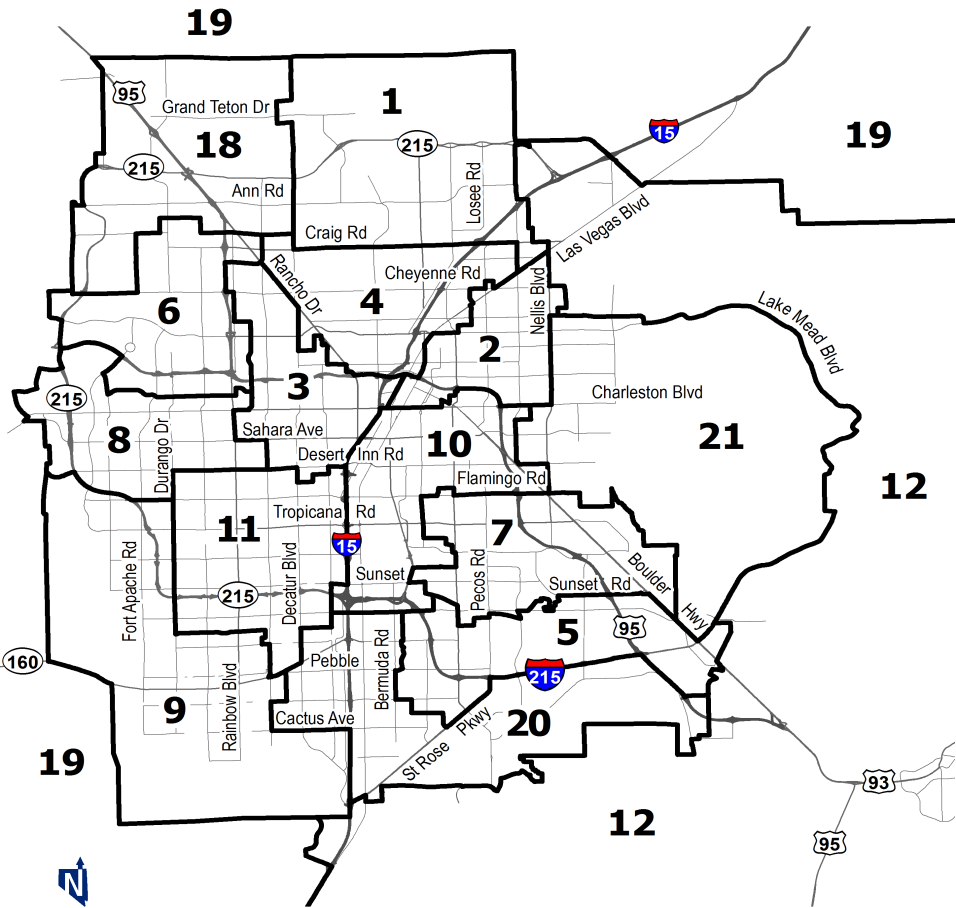 19
95
Grand Teton Dr
1
18
215
15
19
215
Ann Rd
Losee Rd
Craig Rd
Las Vegas Blvd
Rancho Dr
Cheyenne Rd
Nellis Blvd
6
4
2
Lake Mead Blvd
3
Charleston Blvd
215
Sahara Ave
8
Durango Dr
10
21
Desert Inn Rd
Flamingo Rd
12
11
Tropicana Rd
7
15
Fort Apache Rd
Decatur Blvd
Sunset
Pecos Rd
Sunset Rd
Boulder Hwy
215
95
5
160
Pebble
Bermuda Rd
215
Rainbow Blvd
9
Cactus Ave
20
St Rose Pkwy
19
93
12
95
N